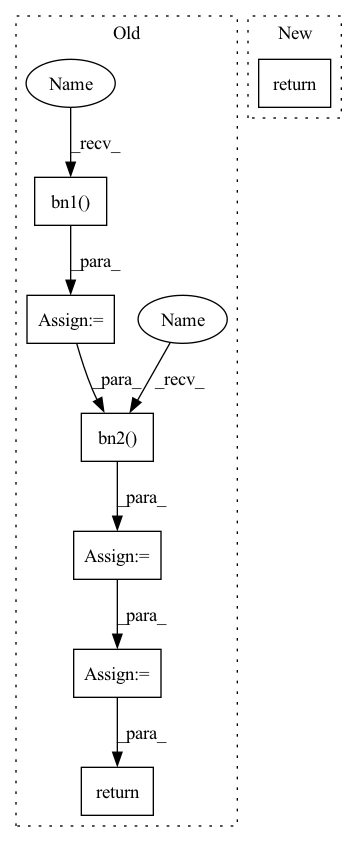 Old
New
Name
return
_recv_
bn1()
_para_
Assign:=
Name
_para_
_recv_
bn2()
_para_
Assign:=
_para_
Assign:=
_para_
return